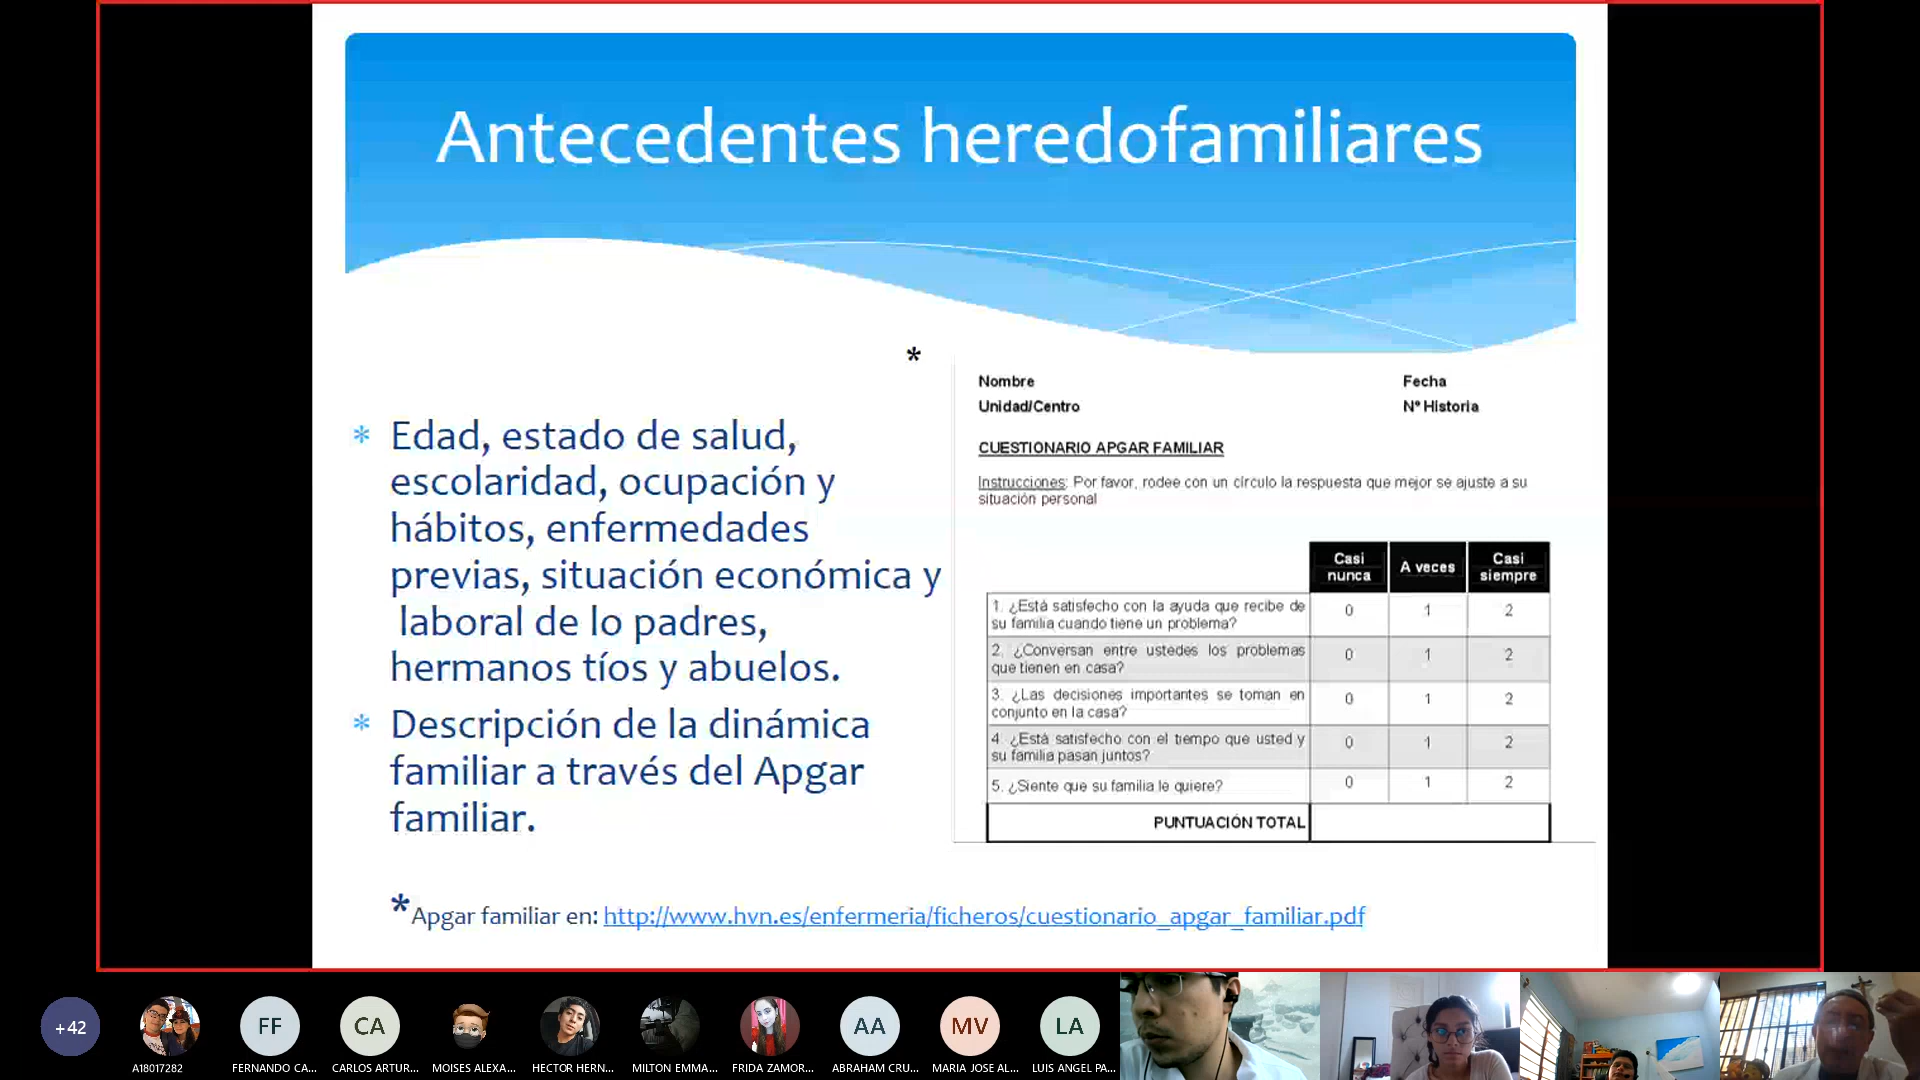 Antecedentes heredofamiliares
*
* Edad, estado de salud,
escolaridad, ocupación y
hábitos, enfermedades
previas, situación económica y
laboral de lo padres,
hermanos tíos y abuelos.
* Descripción de la dinámica
familiar a través del Apgar
familiar.
Nombre Fecha
Unidad/Centro Nº Historia
CUESTIONARIO APGAR FAMILIAR
Instrucciones: Por favor, rodee con un círculo la respuesta que mejor se ajuste a su
situación personal
Casi nunca A veces Casi siempre
1. ¿Está satisfecho con la ayuda que recibe de
su familia cuando tiene un problema? 0 1 2
2. ¿Conversan entre ustedes los problemas
que tienen en casa? 0 1 2
3. ¿Las decisiones importantes se toman en
conjunto en la casa? 0 1 2
4. ¿Está satisfecho con el tiempo que usted y
su familia pasan juntos? 0 1 2
5. ¿Siente que su familia le quiere? 0 1 2
PUNTUACIÓN TOTAL
*Apgar familiar en: http://www.hvn.es/enfermeria/ficheros/cuestionario_apgar_familiar.pdf
+42 FF CA AA MV LA
A18017282 FERNANDO CA... CARLOS ARTUR... MOISES ALEXA... HECTOR HERN... MILTON EMMA... FRIDA ZAMOR... ABRAHAM CRU... MARIA JOSE AL... LUIS ANGEL PA...